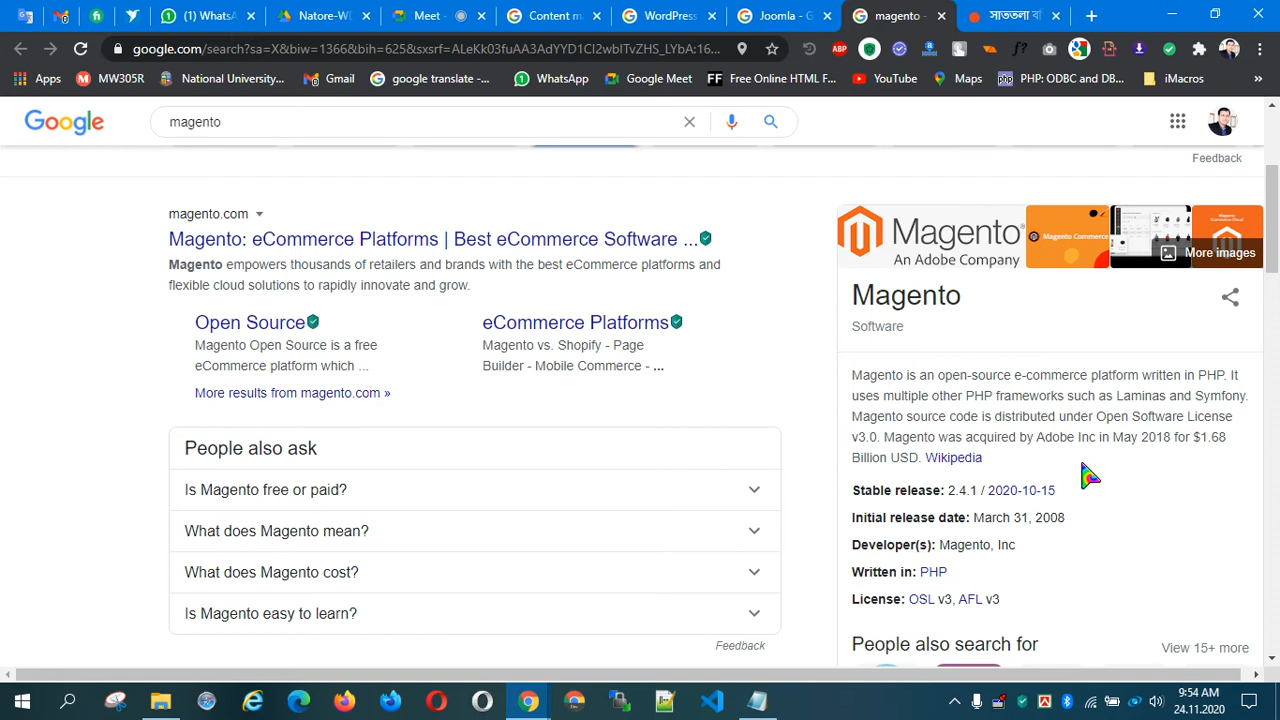 (1) WhatsA
Natore-WD
Meet -
Content m
WordPress
Joomla - G
magento -
সাততলা বা
google.com/search?sa=X&biw=1366&bih=625&sxsrf=ALeKk03fuAA3AdYYD1CI2wbITvZHS_LYbA:16...
ABP
Apps
MW305R
National University,...
Gmail
google translate -...
WhatsApp
Google Meet
FF Free Online HTML F...
YouTube
Maps
php PHP: ODBC and DB...
iMacros
»
Google
magento
Feedback
magento.com
Magento: eCommerce Platforms | Best eCommerce Software ...
Magento empowers thousands of retailers and brands with the best eCommerce platforms and
flexible cloud solutions to rapidly innovate and grow.
Open Source
Magento Open Source is a free
eCommerce platform which ...
eCommerce Platforms
Magento vs. Shopify - Page
Builder - Mobile Commerce - ...
More results from magento.com »
People also ask
Is Magento free or paid?
What does Magento mean?
What does Magento cost?
Is Magento easy to learn?
Feedback
Magento®
An Adobe Company
Magento Commerce
More images
Magento
Software
Magento is an open-source e-commerce platform written in PHP. It
uses multiple other PHP frameworks such as Laminas and Symfony.
Magento source code is distributed under Open Software License
v3.0. Magento was acquired by Adobe Inc in May 2018 for $1.68
Billion USD. Wikipedia
Stable release: 2.4.1 / 2020-10-15
Initial release date: March 31, 2008
Developer(s): Magento, Inc
Written in: PHP
License: OSL v3, AFL v3
People also search for
View 15+ more
9:54 AM
24.11.2020